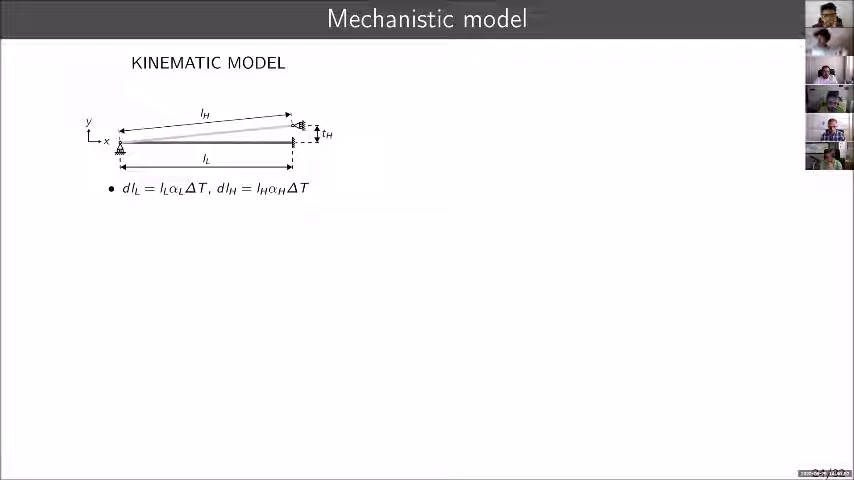 Mechanistic model
KINEMATIC MODEL
l_H
y
x
t_H
l_L
• dl_L = l_Lα_LΔT, dl_H = l_Hα_HΔT